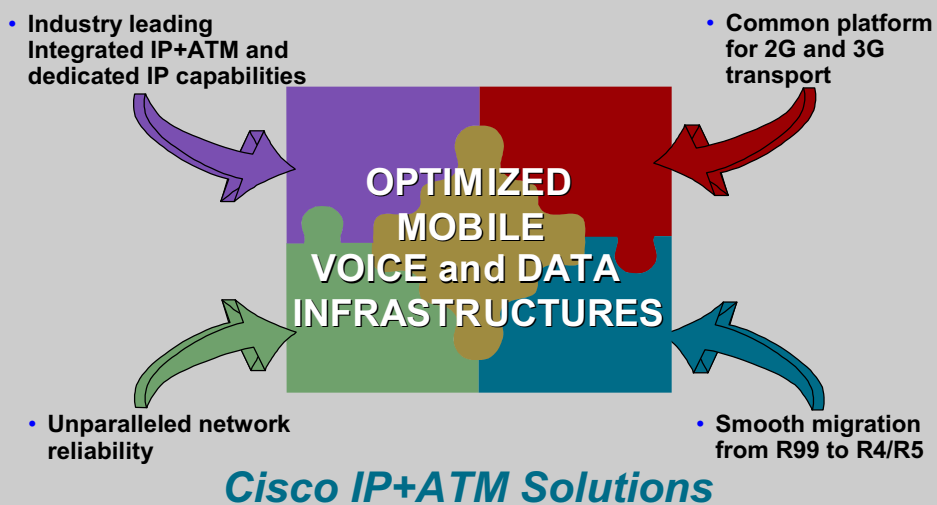 • Industry leading
Integrated IP+ATM and
dedicated IP capabilities
• Common platform
for 2G and 3G
transport
OPTIMIZED
MOBILE
VOICE and DATA
INFRASTRUCTURES
• Unparalleled network
reliability
• Smooth migration
from R99 to R4/R5
Cisco IP+ATM Solutions